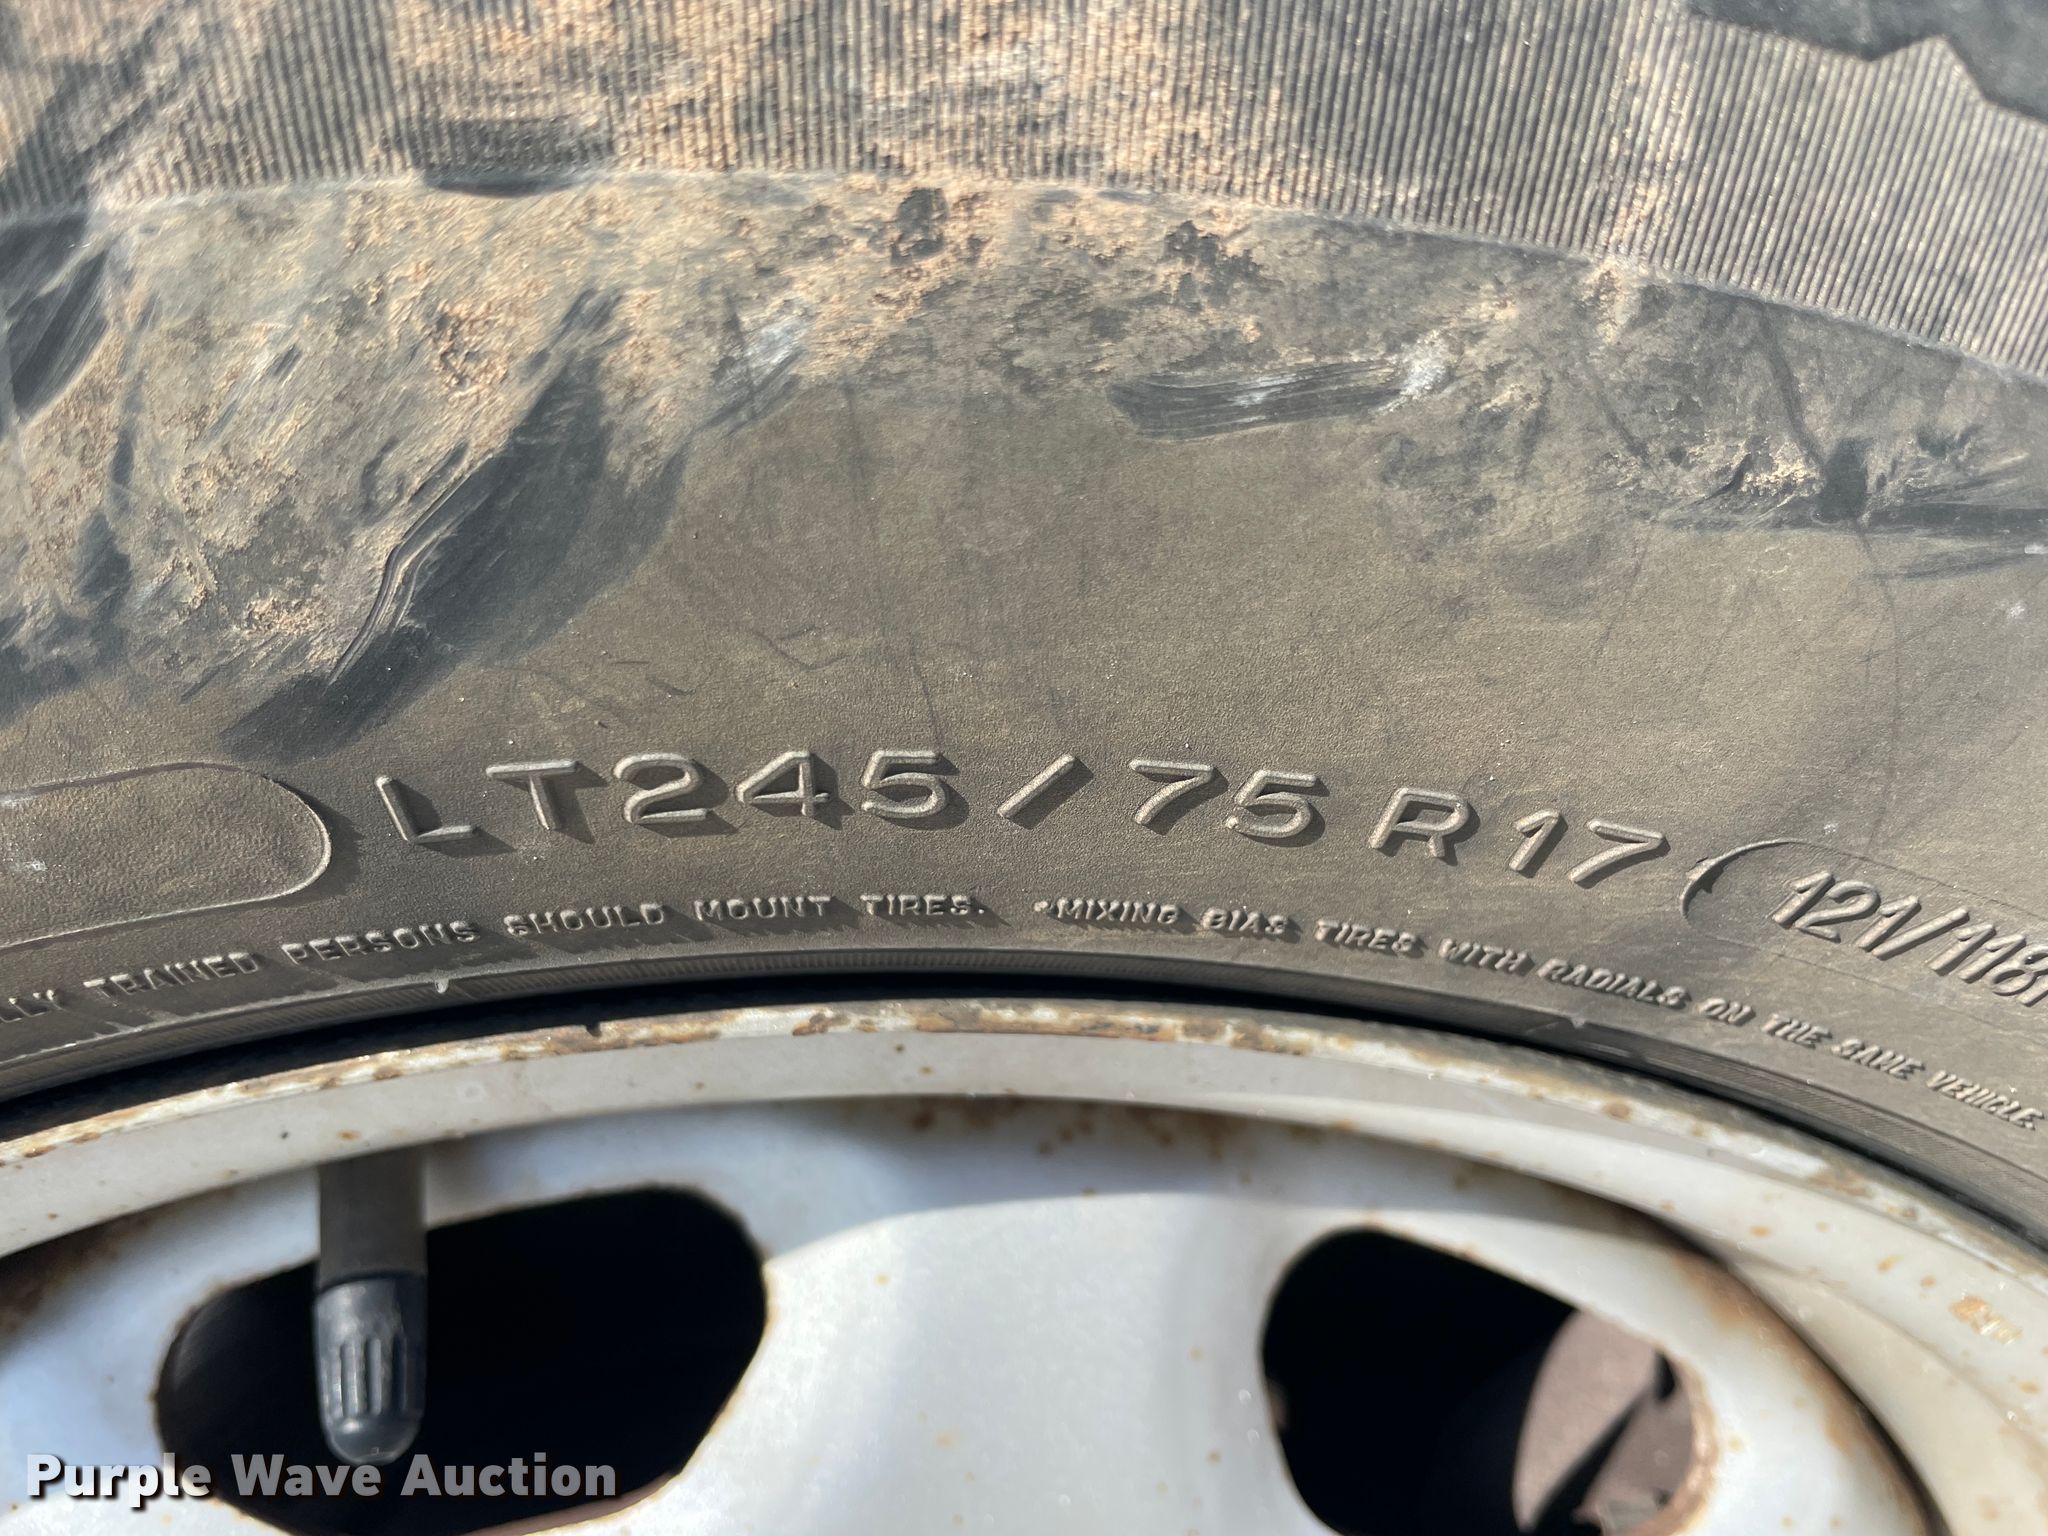 LT245/75R17
121/118
TRAINED PERSONS SHOULD MOUNT TIRES. •MIXING BIAS TIRES WITH RADIALS ON THE SAME VEHICLE.
Purple Wave Auction